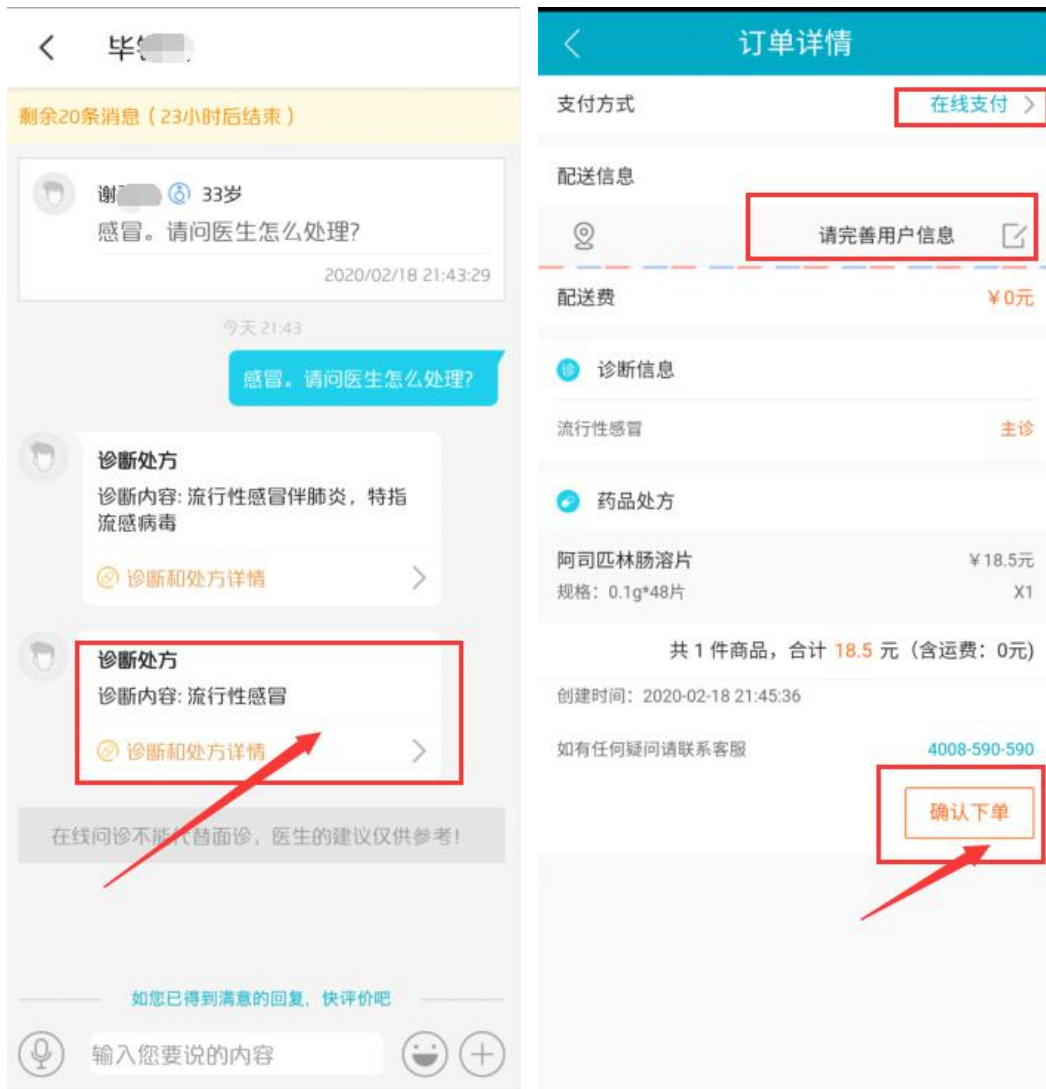 毕
剩余20条消息（23小时后结束）
谢 33岁
感冒。请问医生怎么处理?
2020/02/18 21:43:29
今天 21:43
感冒。请问医生怎么处理?
诊断处方
诊断内容: 流行性感冒伴肺炎，特指
流感病毒
诊断和处方详情
诊断处方
诊断内容: 流行性感冒
诊断和处方详情
在线问诊不能代替面诊，医生的建议仅供参考!
如您已得到满意的回复，快评价吧
输入您要说的内容
订单详情
支付方式 在线支付
配送信息
请完善用户信息
配送费 ￥0元
诊 诊断信息
流行性感冒 主诊
药品处方
阿司匹林肠溶片 ￥18.5元
规格：0.1g*48片 X1
共 1 件商品，合计 18.5 元（含运费：0元)
创建时间：2020-02-18 21:45:36
如有任何疑问请联系客服 4008-590-590
确认下单